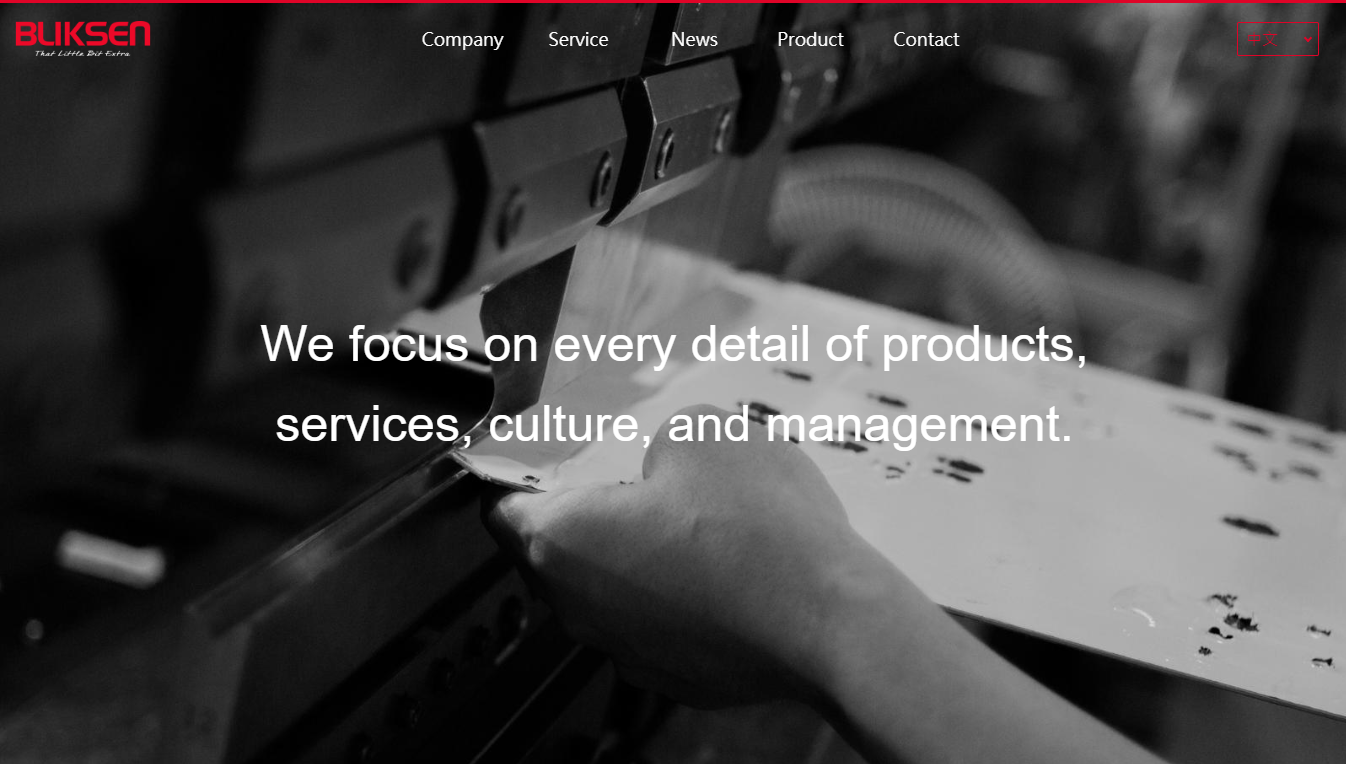 BLIKSEN
That Little Bit Extra
Company Service News Product Contact
中文
We focus on every detail of products,
services, culture, and management.